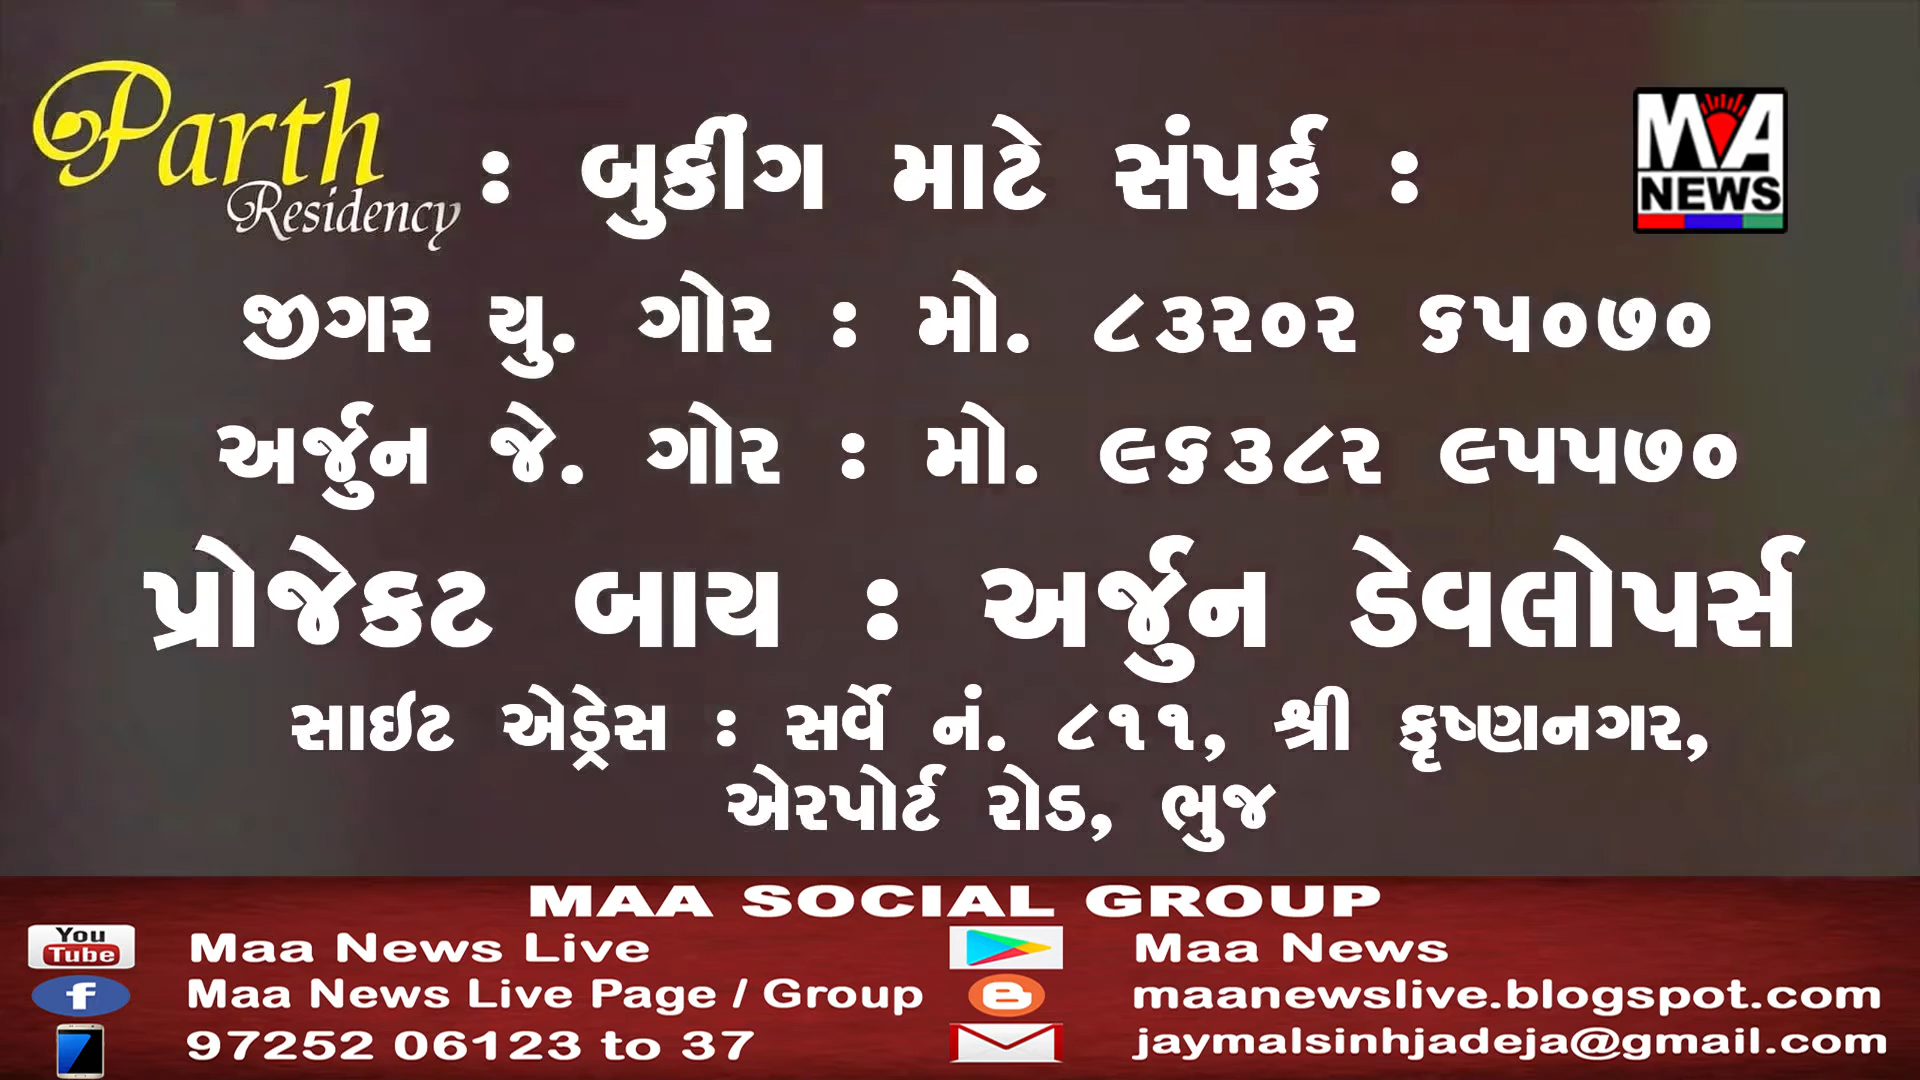 Parth
Residency
: બુકીંગ માટે સંપર્ક :
MAA
NEWS
જીગર યુ. ગોર : મો. ૮૩૨૦૨ ૬૫૦૭૦
અર્જુન જે. ગોર : મો. ૯૬૩૮૨ ૯૫૫૭૦
પ્રોજેકટ બાય : અર્જુન ડેવલોપર્સ
સાઇટ એડ્રેસ : સર્વે નં. ૮૧૧, શ્રી કૃષ્ણનગર,
એરપોર્ટ રોડ, ભુજ
MAA SOCIAL GROUP
You Tube Maa News Live
Maa News
f Maa News Live Page / Group
maanewslive.blogspot.com
97252 06123 to 37
jaymalsinhjadeja@gmail.com